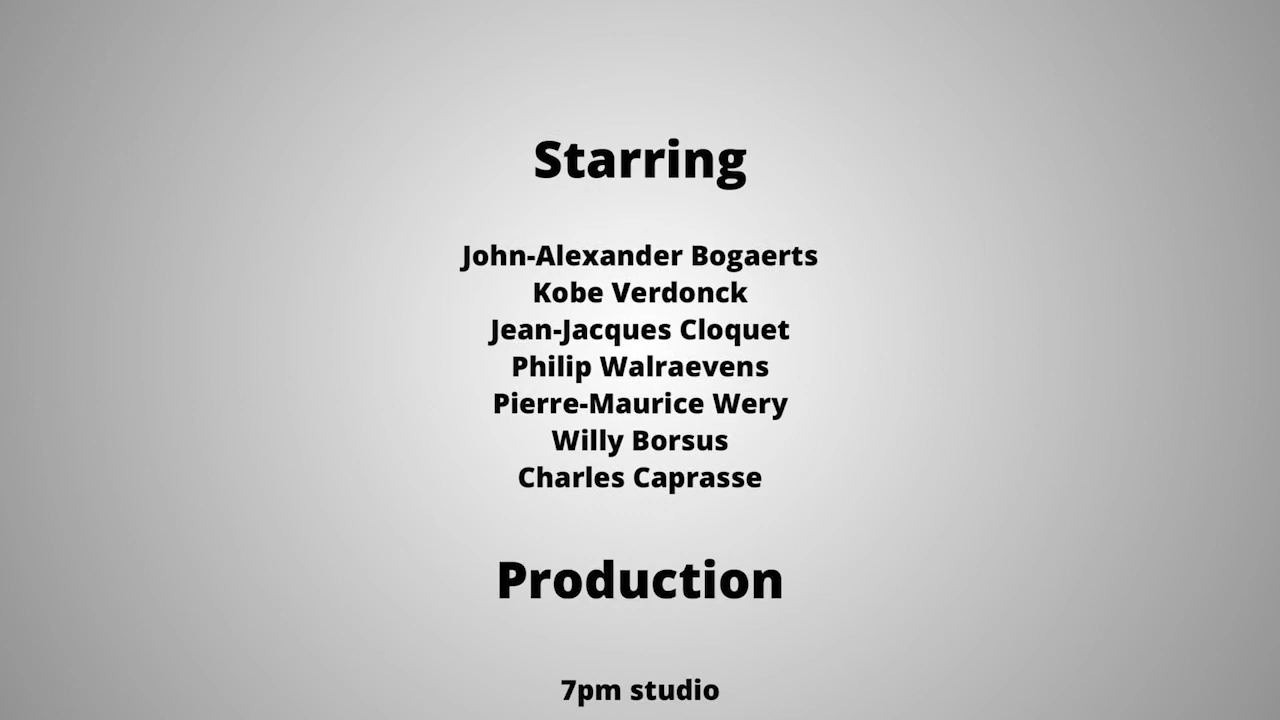 Starring
John-Alexander Bogaerts
Kobe Verdonck
Jean-Jacques Cloquet
Philip Walraevens
Pierre-Maurice Wery
Willy Borsus
Charles Caprasse
Production
7pm studio